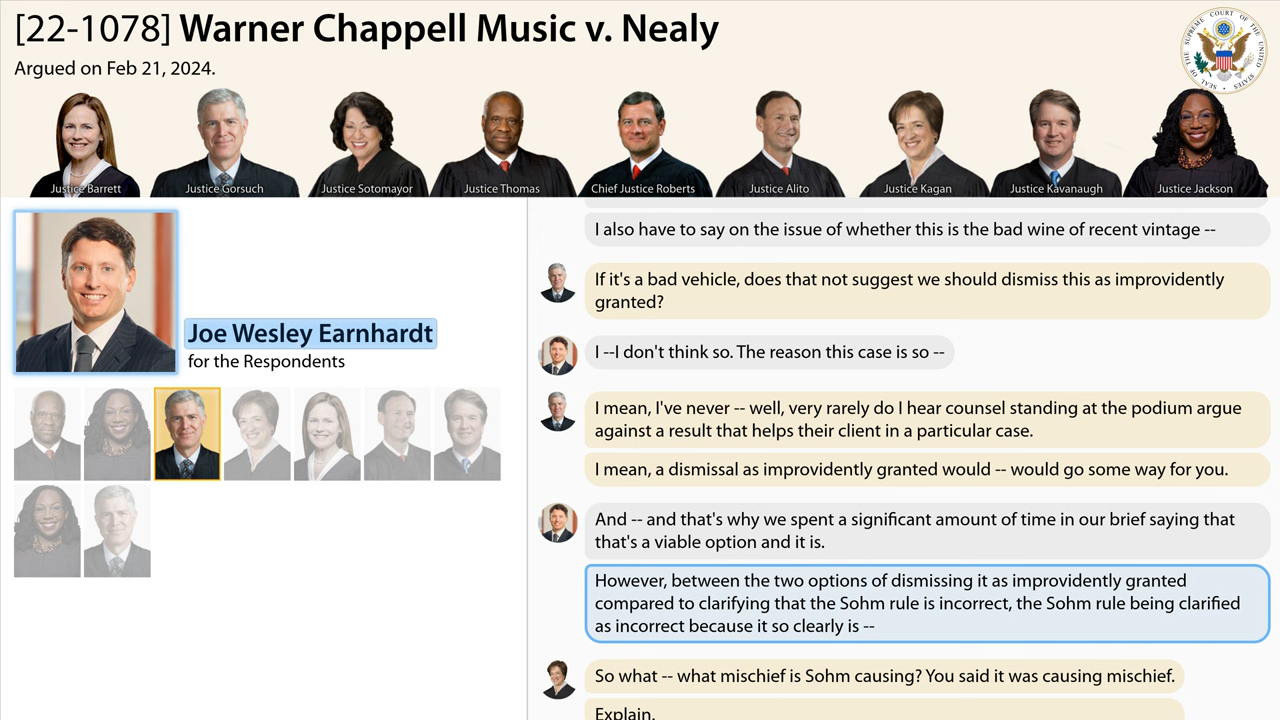 [22-1078] Warner Chappell Music v. Nealy
Argued on Feb 21, 2024.
SUPREME COURT OF THE UNITED STATES
SEAL OF THE
Justice Barrett
Justice Gorsuch
Justice Sotomayor
Justice Thomas
Chief Justice Roberts
Justice Alito
Justice Kagan
Justice Kavanaugh
Justice Jackson
Joe Wesley Earnhardt
for the Respondents
I also have to say on the issue of whether this is the bad wine of recent vintage --
If it's a bad vehicle, does that not suggest we should dismiss this as improvidently
granted?
I --I don't think so. The reason this case is so --
I mean, I've never -- well, very rarely do I hear counsel standing at the podium argue
against a result that helps their client in a particular case.
I mean, a dismissal as improvidently granted would -- would go some way for you.
And -- and that's why we spent a significant amount of time in our brief saying that
that's a viable option and it is.
However, between the two options of dismissing it as improvidently granted
compared to clarifying that the Sohm rule is incorrect, the Sohm rule being clarified
as incorrect because it so clearly is --
So what -- what mischief is Sohm causing? You said it was causing mischief.
Explain.